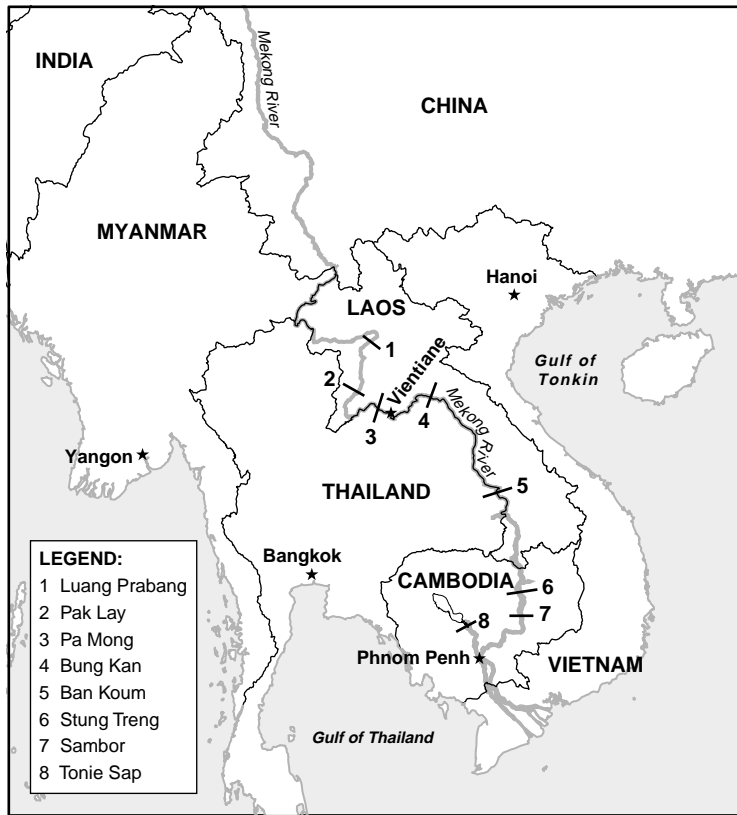 INDIA
Mekong River
CHINA
MYANMAR
Hanoi
LAOS
1
Gulf of
Tonkin
2
Vientiane
3
4
Mekong River
Yangon
THAILAND
5
LEGEND:
1 Luang Prabang
2 Pak Lay
3 Pa Mong
4 Bung Kan
5 Ban Koum
6 Stung Treng
7 Sambor
8 Tonie Sap
Bangkok
CAMBODIA
6
7
8
Phnom Penh
VIETNAM
Gulf of Thailand